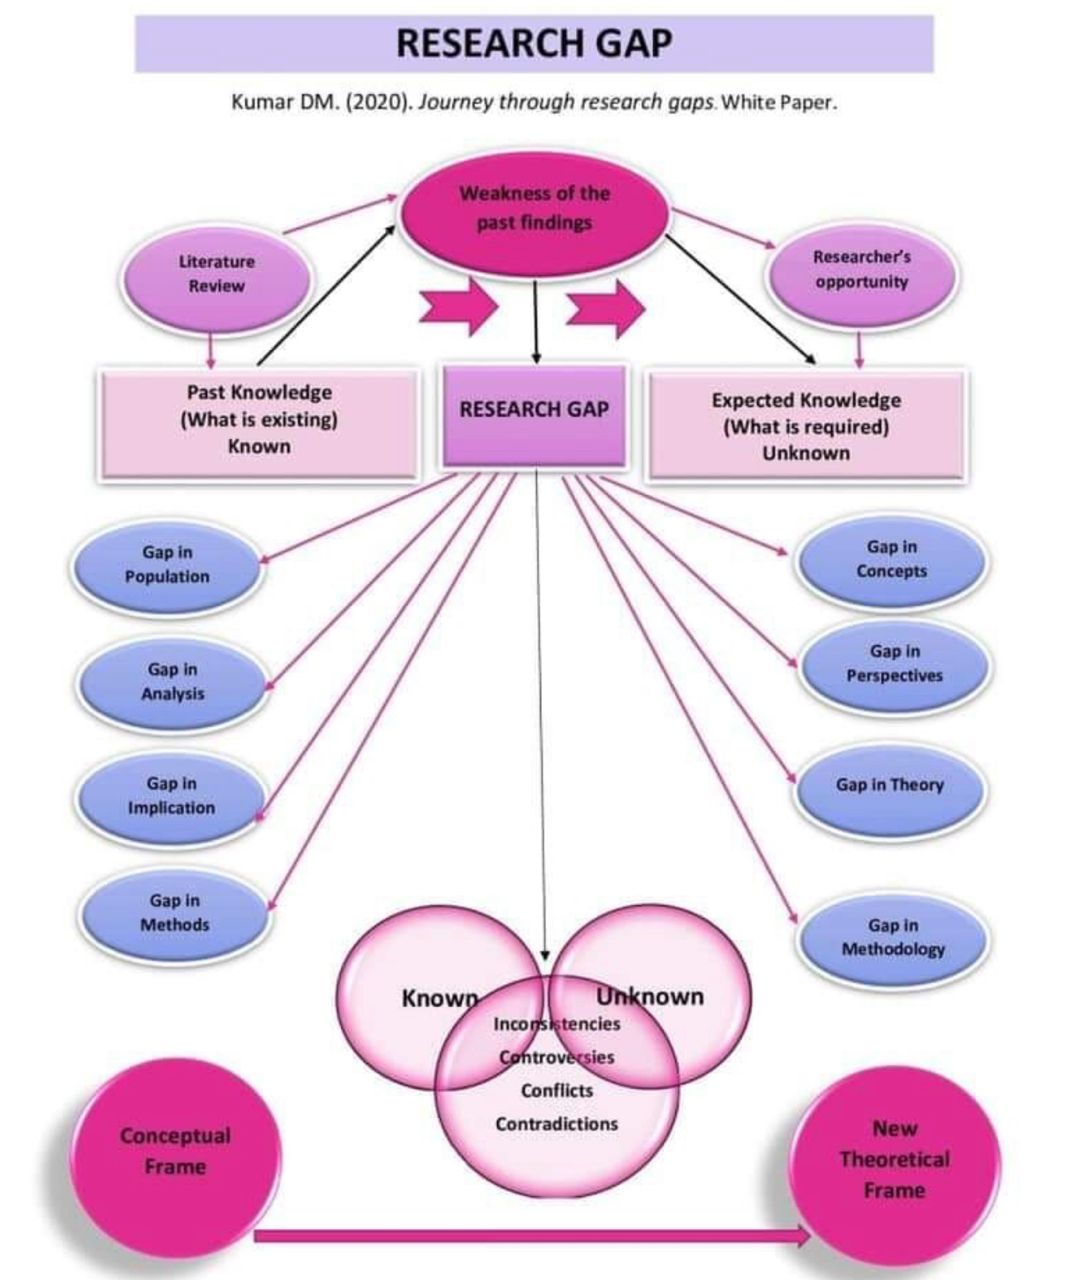 RESEARCH GAP
Kumar DM. (2020). Journey through research gaps. White Paper.
Weakness of the
past findings
Literature
Review
Researcher's
opportunity
Past Knowledge
(What is existing)
Known
RESEARCH GAP
Expected Knowledge
(What is required)
Unknown
Gap in
Population
Gap in
Concepts
Gap in
Analysis
Gap in
Perspectives
Gap in
Implication
Gap in Theory
Gap in
Methods
Gap in
Methodology
Known
Unknown
Inconsistencies
Controversies
Conflicts
Contradictions
Conceptual
Frame
New
Theoretical
Frame